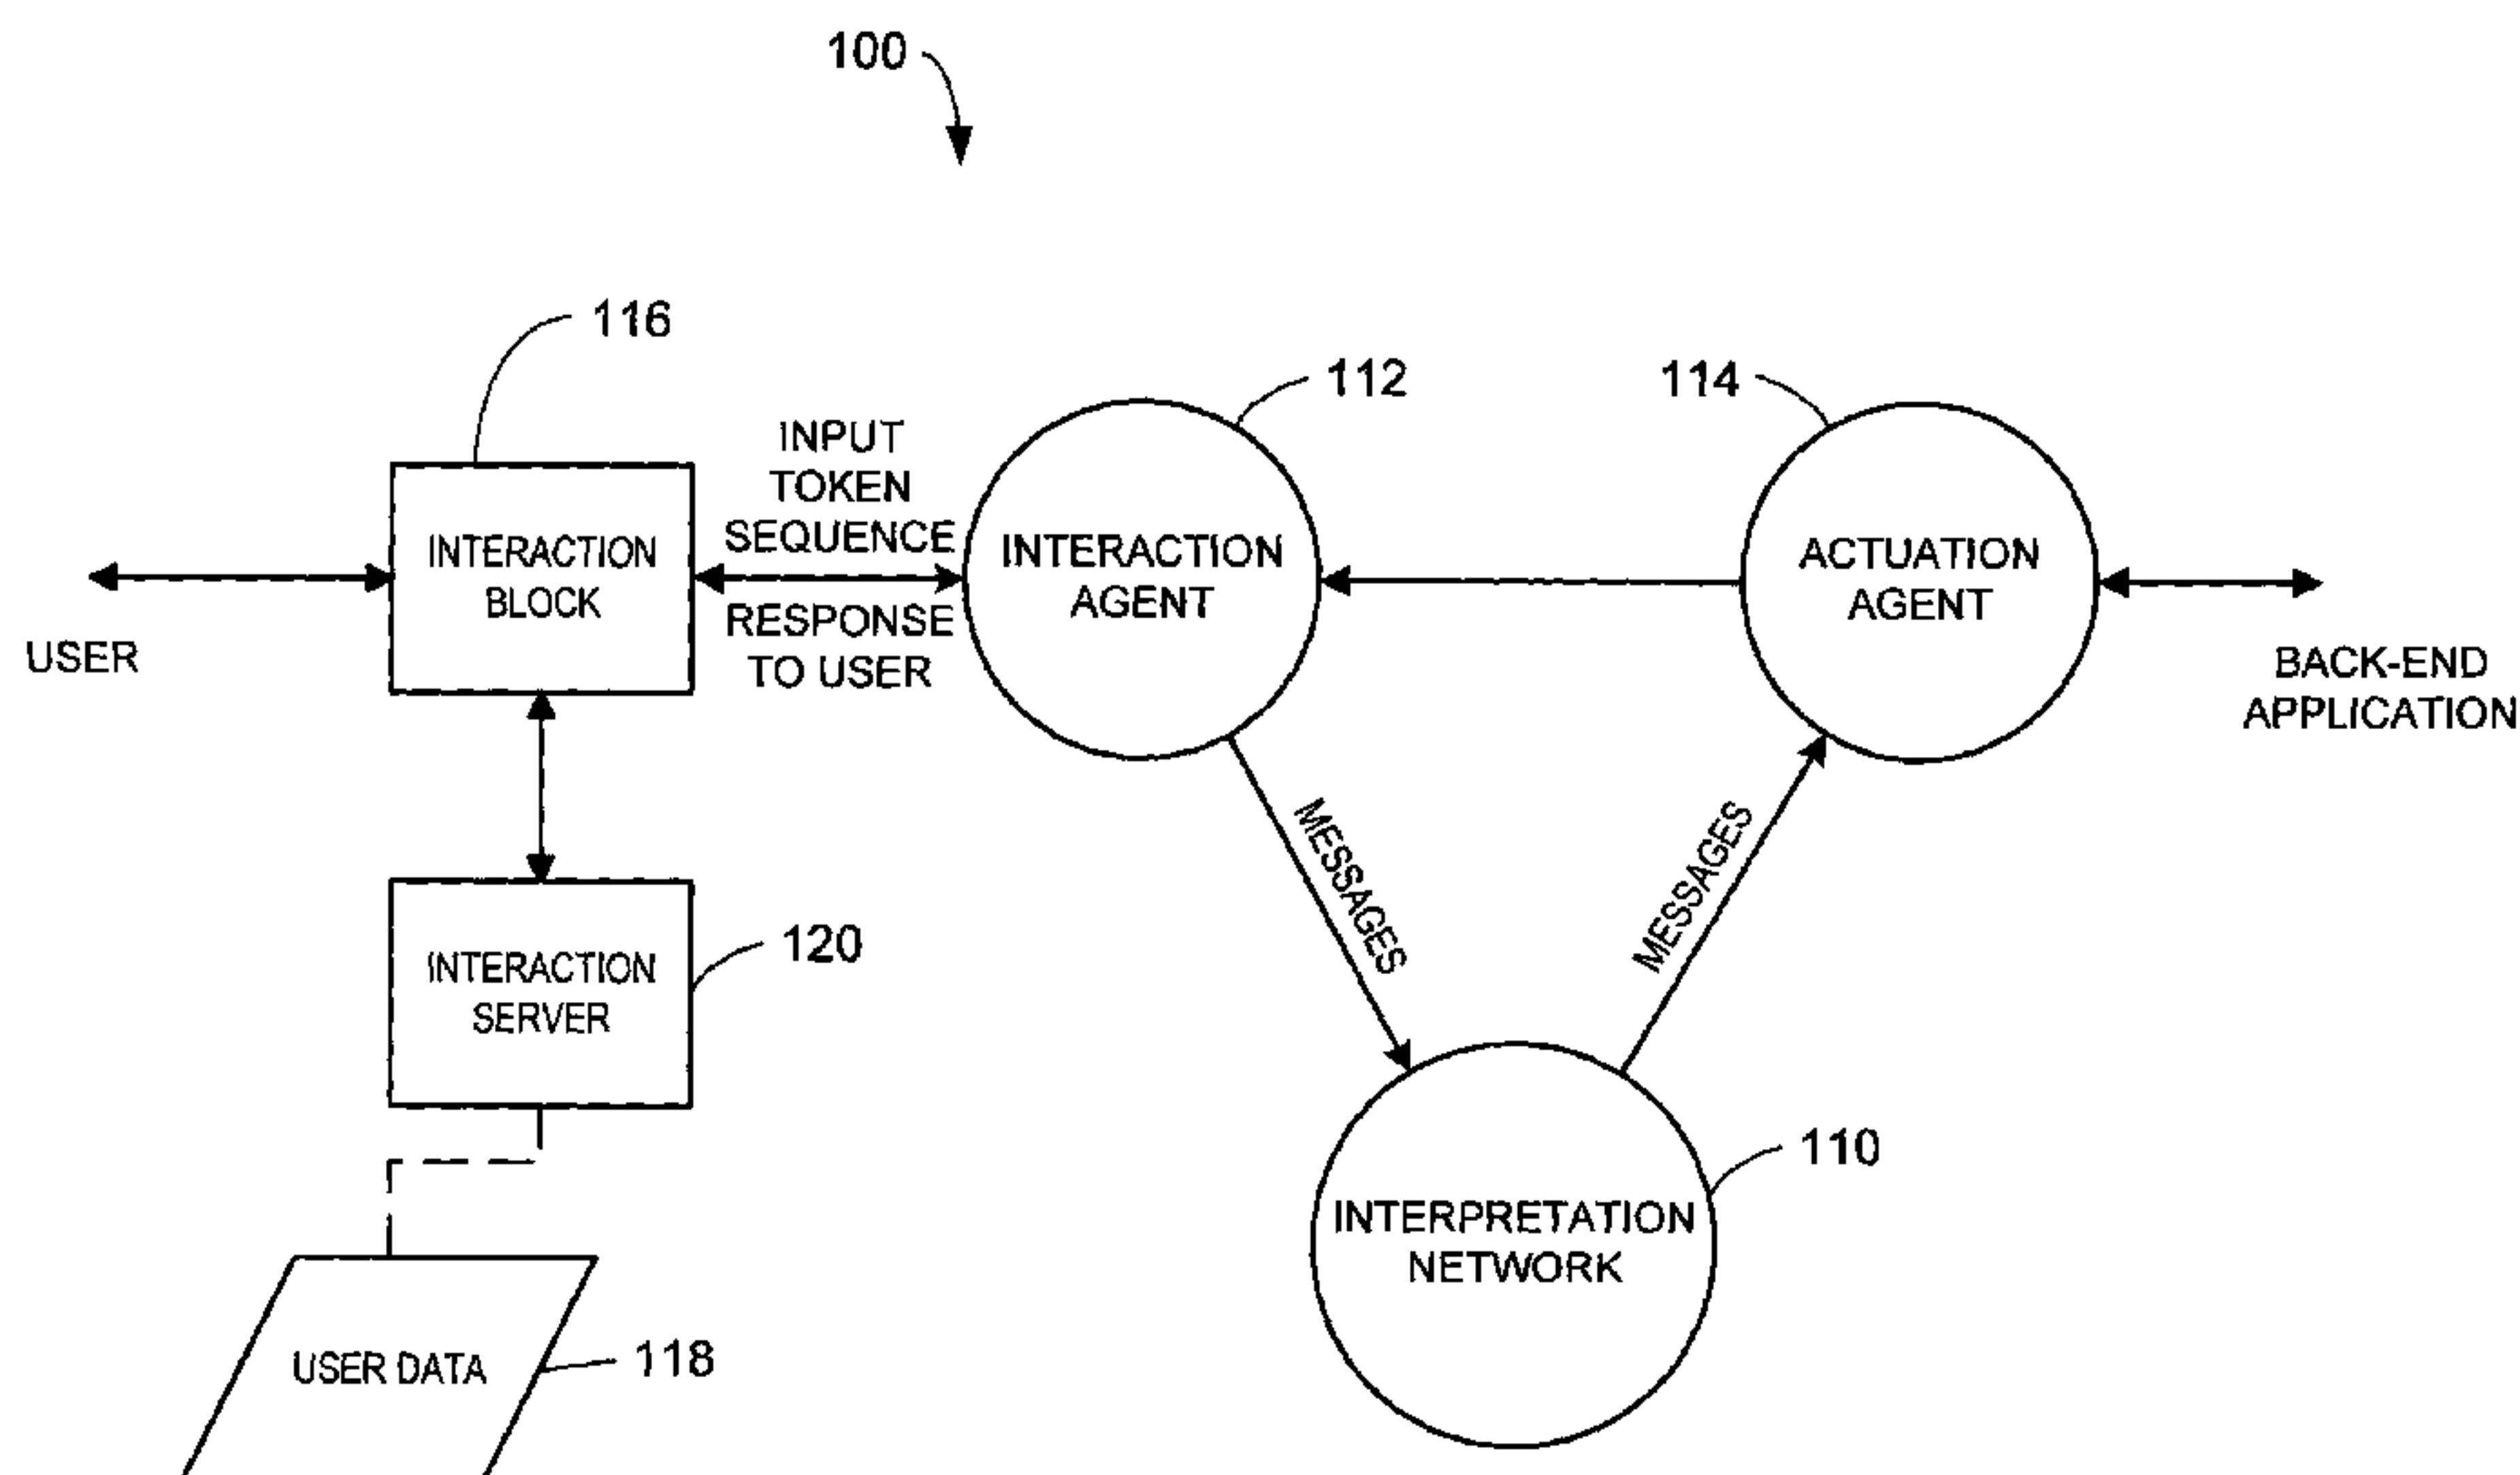 100
116
112
114
INPUT
TOKEN
SEQUENCE
INTERACTION
BLOCK
INTERACTION
AGENT
ACTUATION
AGENT
RESPONSE
TO USER
USER
BACK-END
APPLICATION
MESSAGES
MESSAGES
INTERACTION
SERVER
120
110
INTERPRETATION
NETWORK
USER DATA
118